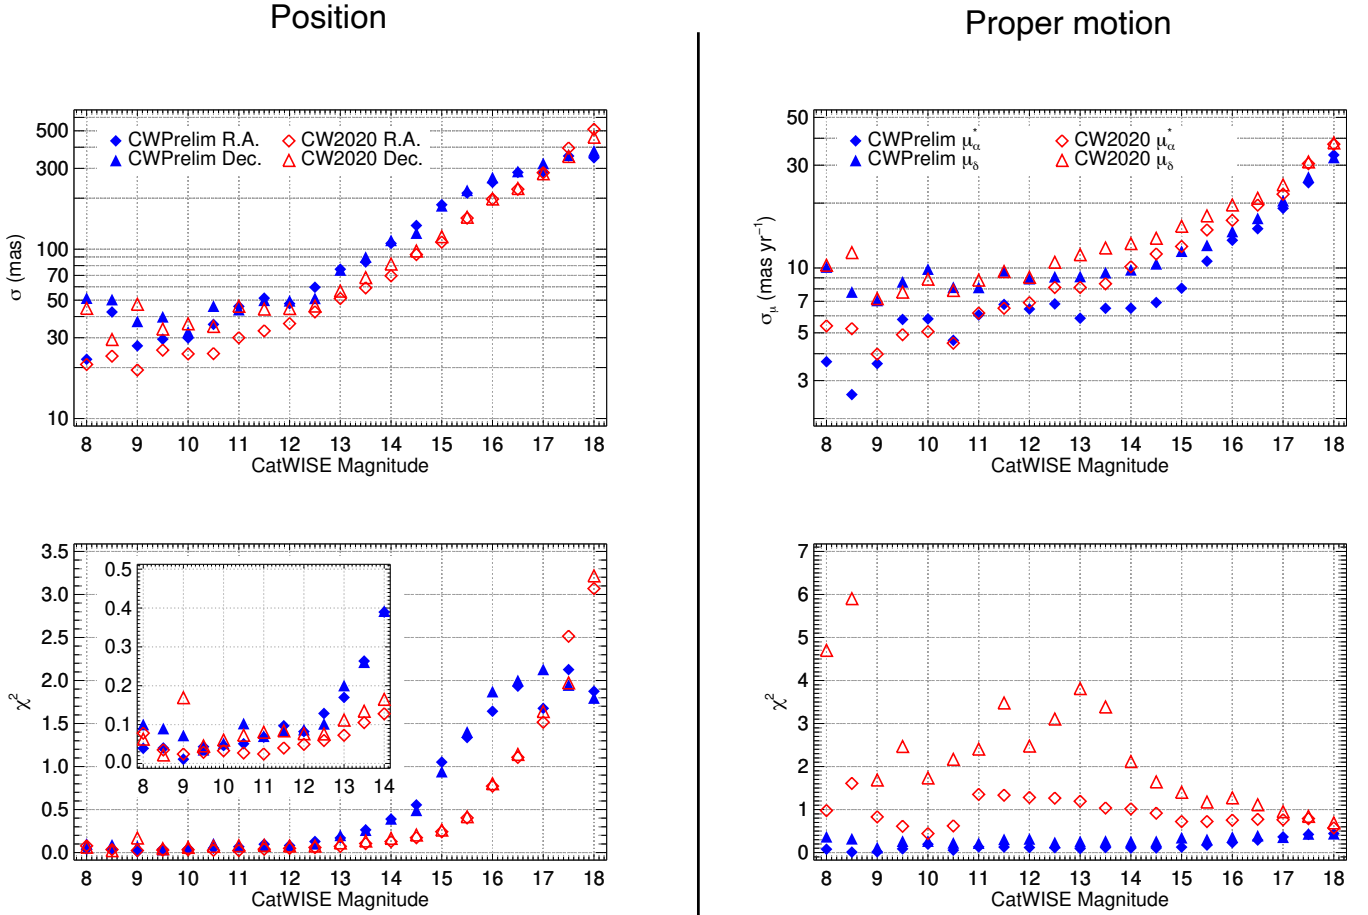 Position
Proper motion
500
300
100
70
50
30
10
σ (mas)
CWPrelim R.A. CW2020 R.A.
CWPrelim Dec. CW2020 Dec.
8 9 10 11 12 13 14 15 16 17 18
CatWISE Magnitude
50
30
10
7
5
3
σμ (mas yr⁻¹)
CWPrelim μ*α CW2020 μ*α
CWPrelim μδ CW2020 μδ
8 9 10 11 12 13 14 15 16 17 18
CatWISE Magnitude
3.5
3.0
2.5
2.0
1.5
1.0
0.5
0.0
χ²
0.5
0.4
0.3
0.2
0.1
0.0
8 9 10 11 12 13 14
8 9 10 11 12 13 14 15 16 17 18
CatWISE Magnitude
7
6
5
4
3
2
1
0
χ²
8 9 10 11 12 13 14 15 16 17 18
CatWISE Magnitude